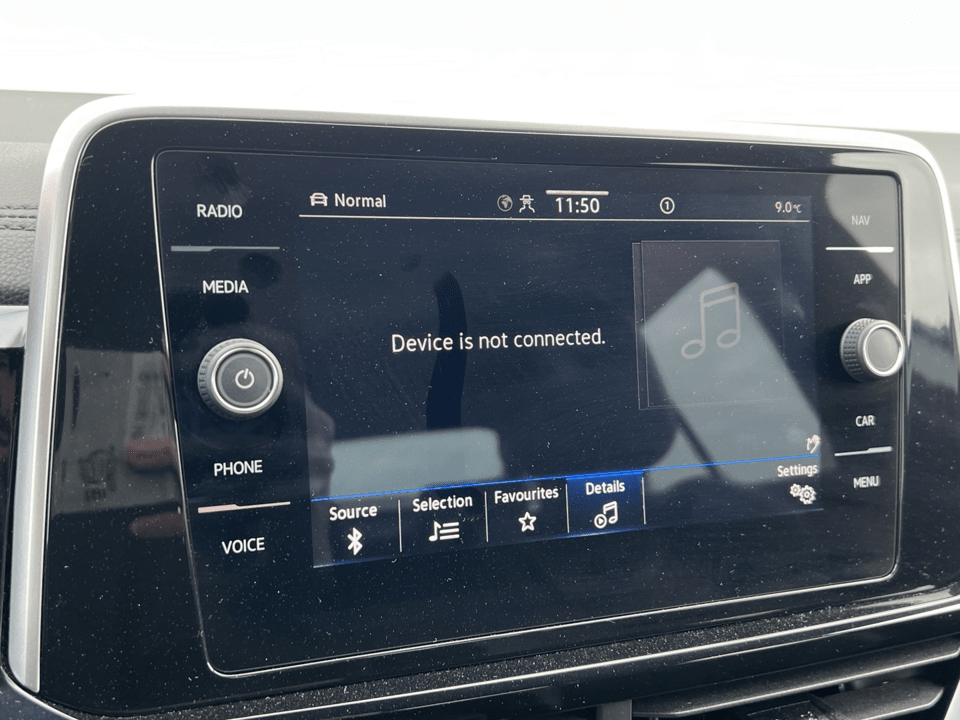 Normal
11:50
1
9.0°C
RADIO
MEDIA
PHONE
VOICE
Device is not connected.
NAV
APP
CAR
MENU
Source
Selection
Favourites
Details
Settings